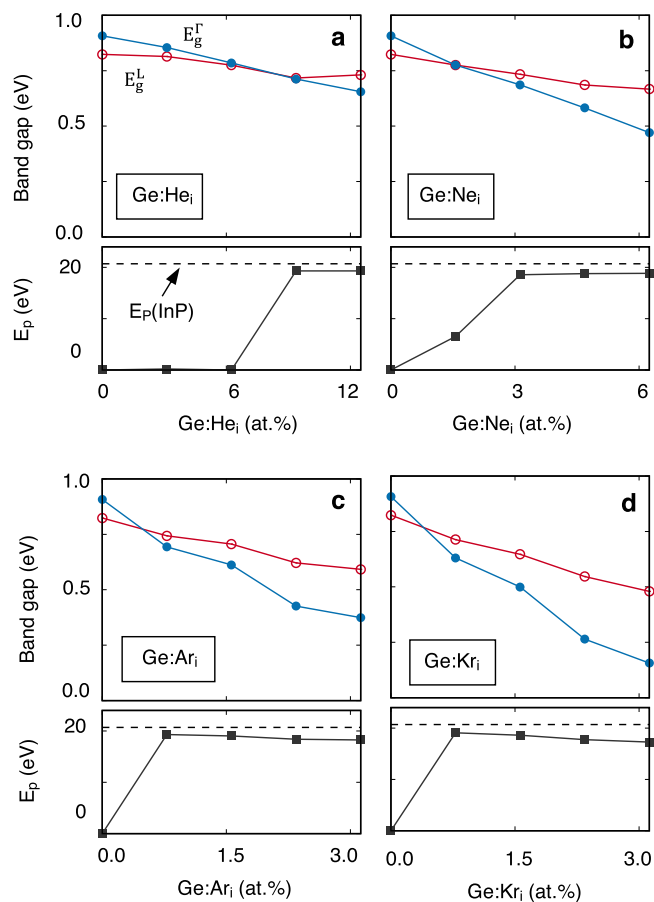 1.0
a
b
E_g^Γ
E_g^L
Band gap (eV)
0.5
Ge:He_i
Ge:Ne_i
0.0
20
E_P(InP)
E_p (eV)
0
0 6 12
0 3 6
Ge:He_i (at.%)
Ge:Ne_i (at.%)
1.0
c
d
Band gap (eV)
0.5
Ge:Ar_i
Ge:Kr_i
0.0
20
E_p (eV)
0
0.0 1.5 3.0
0.0 1.5 3.0
Ge:Ar_i (at.%)
Ge:Kr_i (at.%)